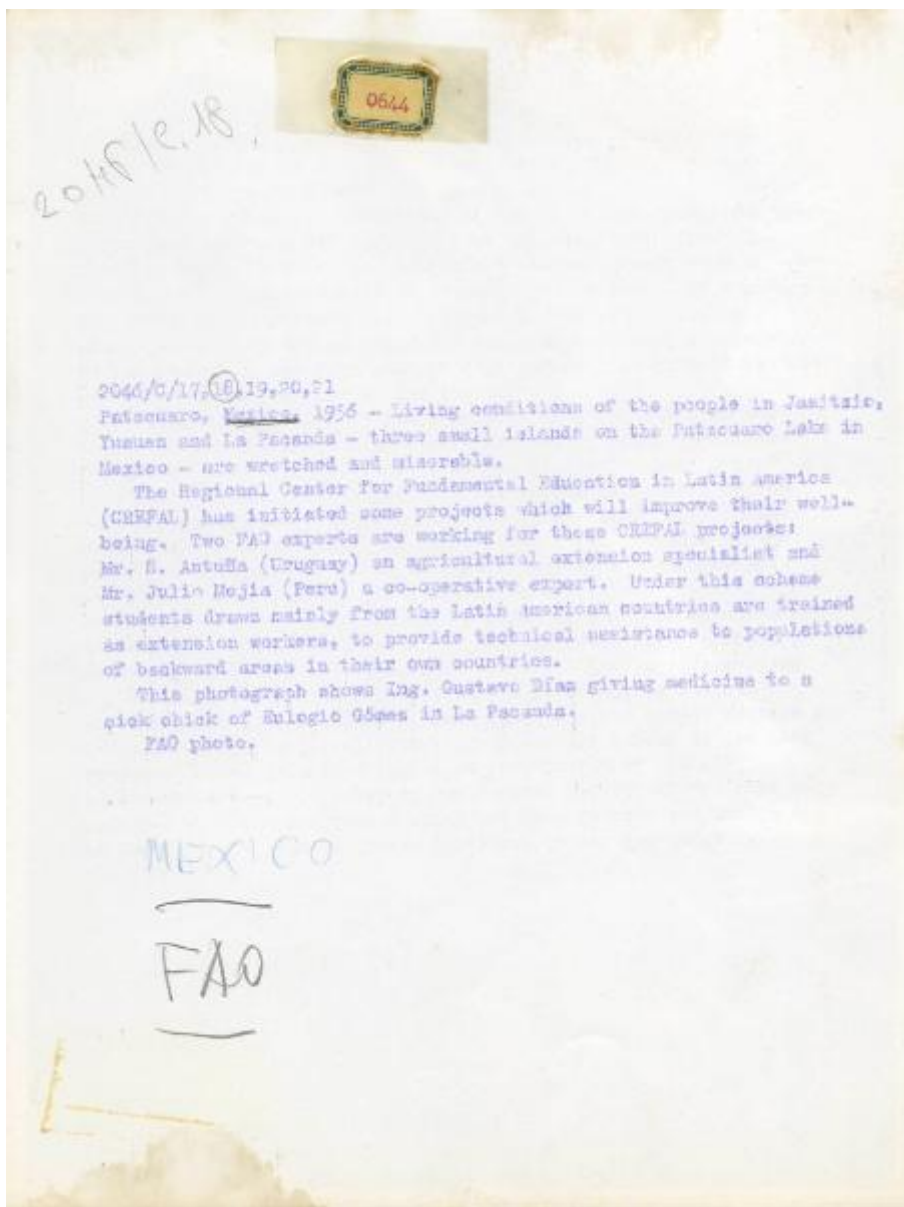 0644
2046/C.18.
2046/C/17,18,19,20,21
Patzcuaro, Mexico, 1956 - Living conditions of the people in Janitzio,
Yunuen and La Pacanda - three small islands on the Patzcuaro Lake in
Mexico - are wretched and miserable.
The Regional Center for Fundamental Education in Latin America
(CREFAL) has initiated some projects which will improve their well-
being. Two FAO experts are working for these CREFAL projects:
Mr. E. Antuña (Uruguay) an agricultural extension specialist and
Mr. Julio Mejia (Peru) a co-operative expert. Under this scheme
students drawn mainly from the Latin American countries are trained
as extension workers, to provide technical assistance to populations
of backward areas in their own countries.
This photograph shows Ing. Gustavo Díaz giving medicine to a
sick chick of Eulogio Gómes in La Pacanda.
FAO photo.
MEXICO
FAO